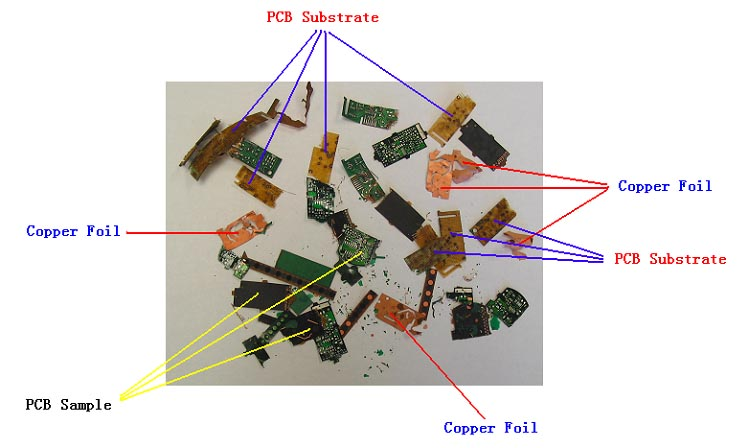 PCB Substrate
Copper Foil
Copper Foil
PCB Substrate
PCB Sample
Copper Foil